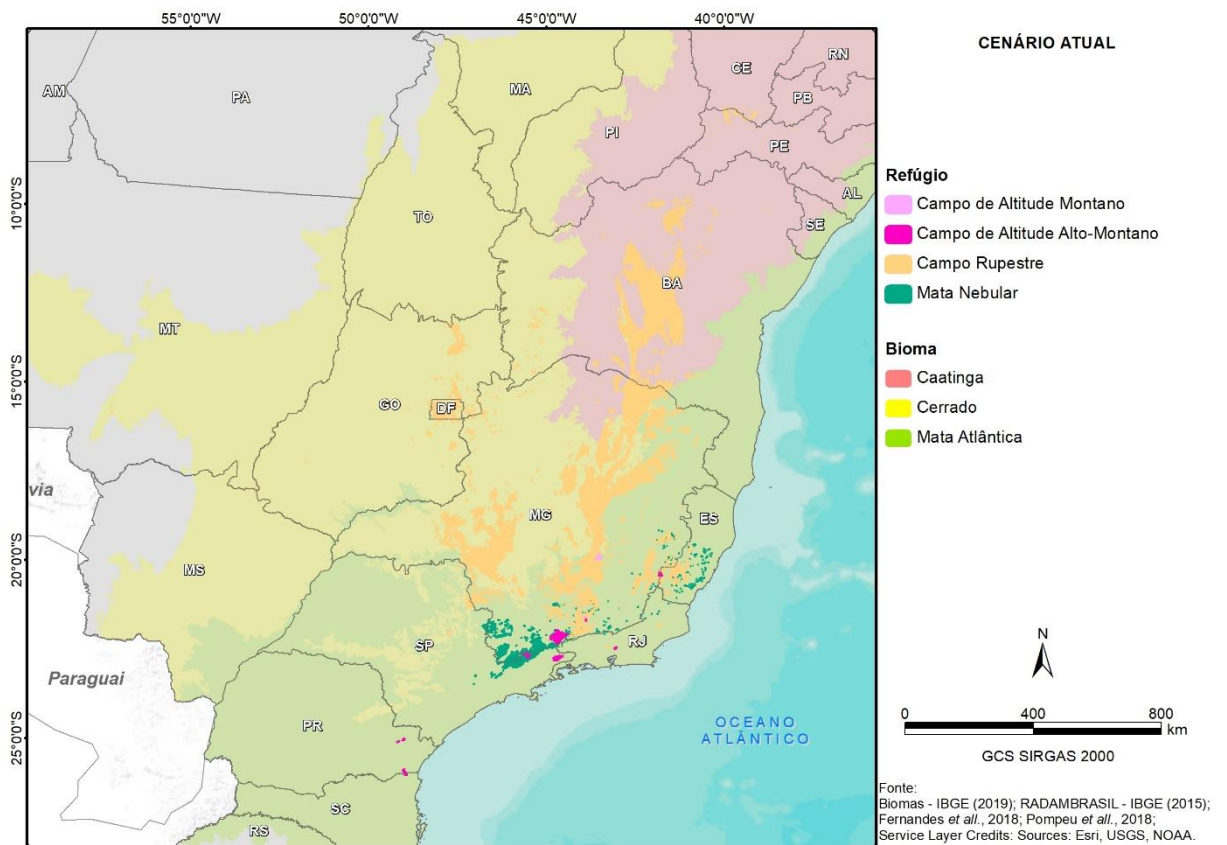 55°0'0"W
50°0'0"W
45°0'0"W
40°0'0"W
CENÁRIO ATUAL
10°0'0"S
15°0'0"S
20°0'0"S
25°0'0"S
AM
PA
MA
CE
RN
PB
PI
PE
AL
SE
TO
BA
MT
GO
DF
via
MG
ES
MS
SP
RJ
Paraguai
PR
SC
RS
OCEANO
ATLÂNTICO
Refúgio
Campo de Altitude Montano
Campo de Altitude Alto-Montano
Campo Rupestre
Mata Nebular
Bioma
Caatinga
Cerrado
Mata Atlântica
N
0 400 800
km
GCS SIRGAS 2000
Fonte:
Biomas - IBGE (2019); RADAMBRASIL - IBGE (2015);
Fernandes et all., 2018; Pompeu et all., 2018;
Service Layer Credits: Sources: Esri, USGS, NOAA.